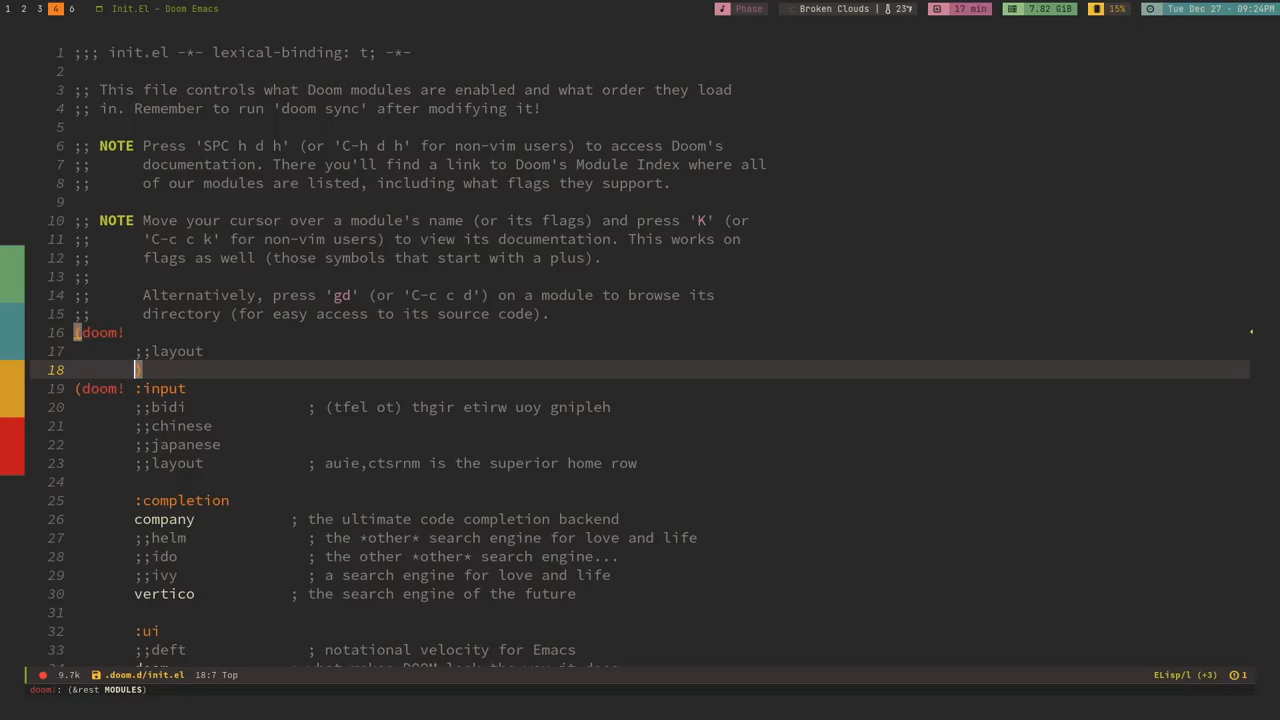 1 2 3 4 6 Init.El - Doom Emacs Phase Broken Clouds | 23°F 17 min 7.82 GiB 15% Tue Dec 27 - 09:24PM
1 ;;; init.el -*- lexical-binding: t; -*-
2
3 ;; This file controls what Doom modules are enabled and what order they load
4 ;; in. Remember to run 'doom sync' after modifying it!
5
6 ;; NOTE Press 'SPC h d h' (or 'C-h d h' for non-vim users) to access Doom's
7 ;; documentation. There you'll find a link to Doom's Module Index where all
8 ;; of our modules are listed, including what flags they support.
9
10 ;; NOTE Move your cursor over a module's name (or its flags) and press 'K' (or
11 ;; 'C-c c k' for non-vim users) to view its documentation. This works on
12 ;; flags as well (those symbols that start with a plus).
13 ;;
14 ;; Alternatively, press 'gd' (or 'C-c c d') on a module to browse its
15 ;; directory (for easy access to its source code).
16 (doom!
17 ;;layout
18 )
19 (doom! :input
20 ;;bidi ; (tfel ot) thgir etirw uoy gnipleh
21 ;;chinese
22 ;;japanese
23 ;;layout ; auie,ctsrnm is the superior home row
24
25 :completion
26 company ; the ultimate code completion backend
27 ;;helm ; the *other* search engine for love and life
28 ;;ido ; the other *other* search engine...
29 ;;ivy ; a search engine for love and life
30 vertico ; the search engine of the future
31
32 :ui
33 ;;deft ; notational velocity for Emacs
34 doom ; what makes DOOM look the way it does
9.7k .doom.d/init.el 18:7 Top ELisp/l (+3) 1
doom!: (&rest MODULES)